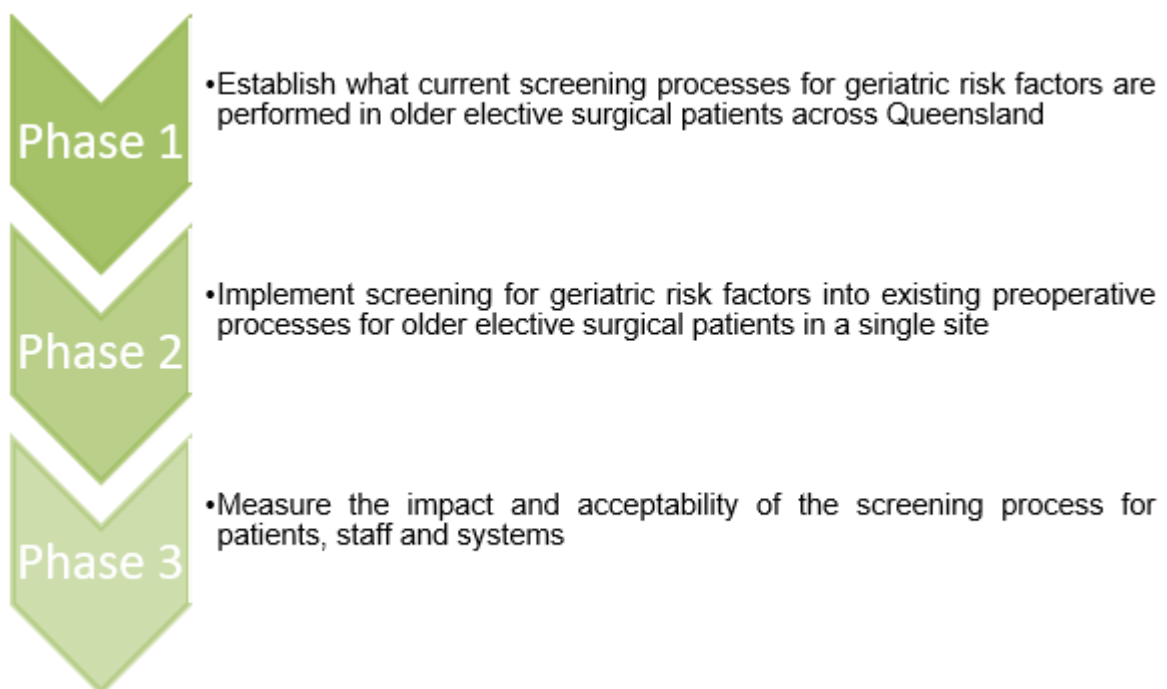 Phase 1
•Establish what current screening processes for geriatric risk factors are
performed in older elective surgical patients across Queensland
Phase 2
•Implement screening for geriatric risk factors into existing preoperative
processes for older elective surgical patients in a single site
Phase 3
•Measure the impact and acceptability of the screening process for
patients, staff and systems